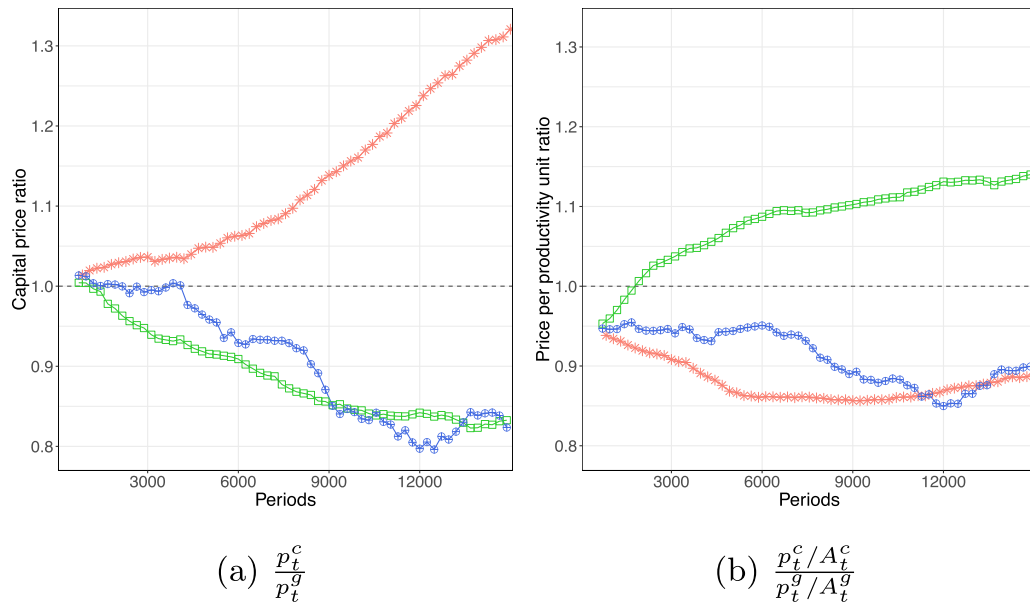 Capital price ratio
1.3
1.2
1.1
1.0
0.9
0.8
3000 6000 9000 12000
Periods
Price per productivity unit ratio
1.3
1.2
1.1
1.0
0.9
0.8
3000 6000 9000 12000
Periods
(a) $\frac{p_t^c}{p_t^g}$
(b) $\frac{p_t^c/A_t^c}{p_t^g/A_t^g}$